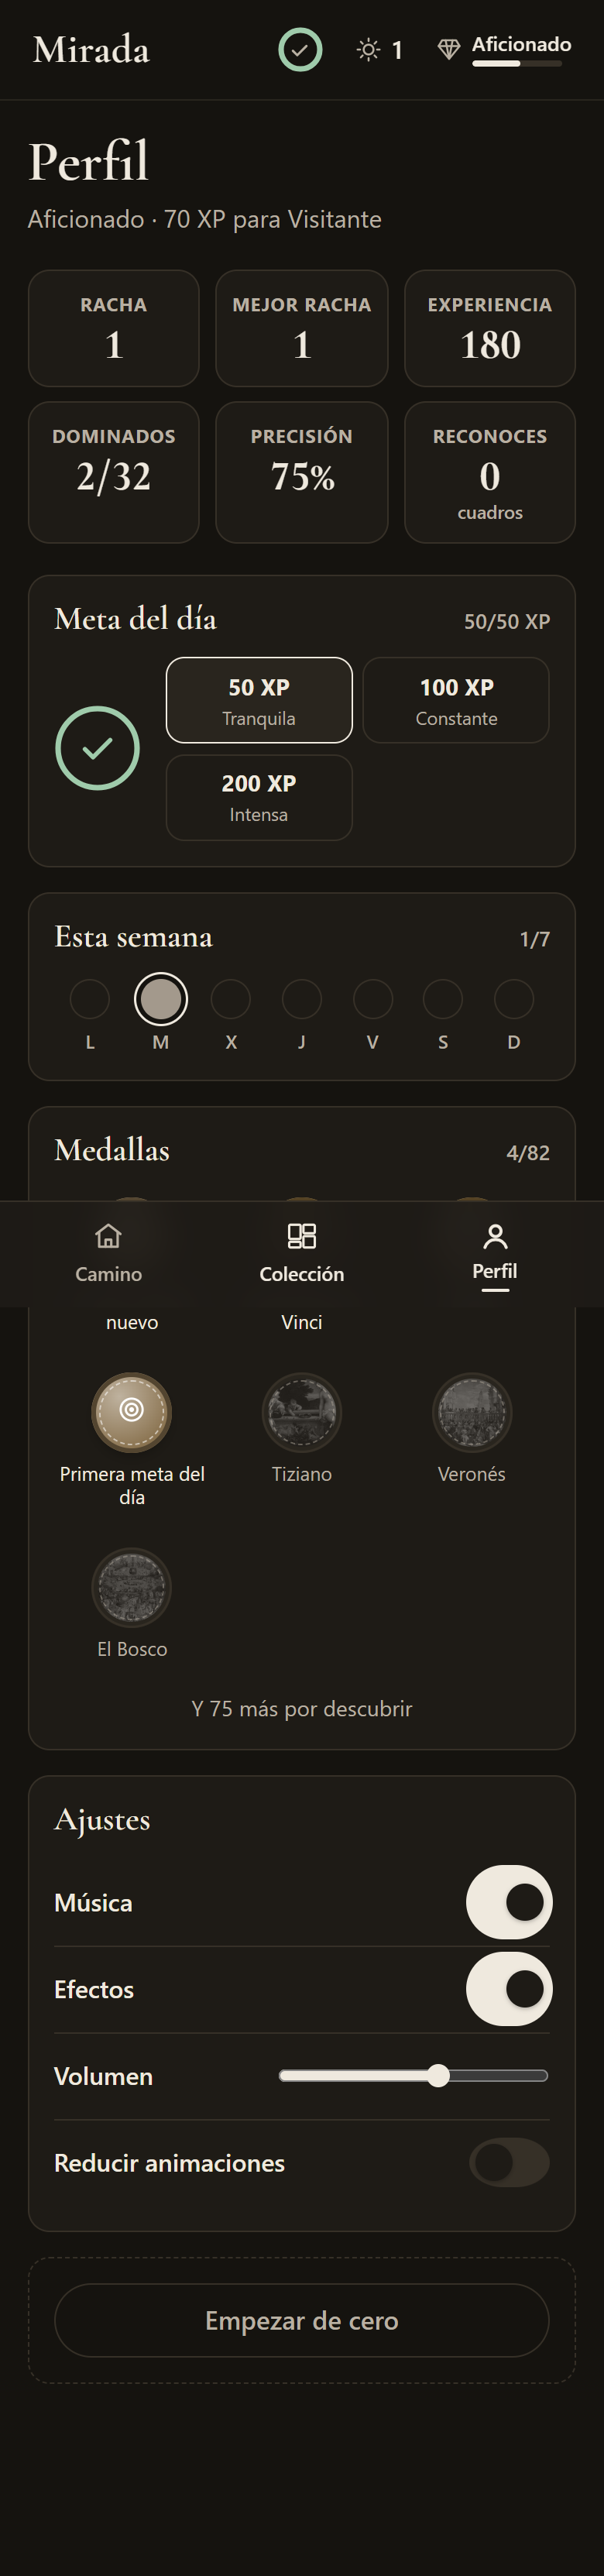 Mirada
1
Aficionado
Perfil
Aficionado · 70 XP para Visitante
RACHA
1
MEJOR RACHA
1
EXPERIENCIA
180
DOMINADOS
2/32
PRECISIÓN
75%
RECONOCES
0
cuadros
Meta del día
50/50 XP
50 XP
Tranquila
100 XP
Constante
200 XP
Intensa
Esta semana
1/7
L
M
X
J
V
S
D
Medallas
4/82
Camino
Colección
Perfil
nuevo
Vinci
Primera meta del
día
Tiziano
Veronés
El Bosco
Y 75 más por descubrir
Ajustes
Música
Efectos
Volumen
Reducir animaciones
Empezar de cero